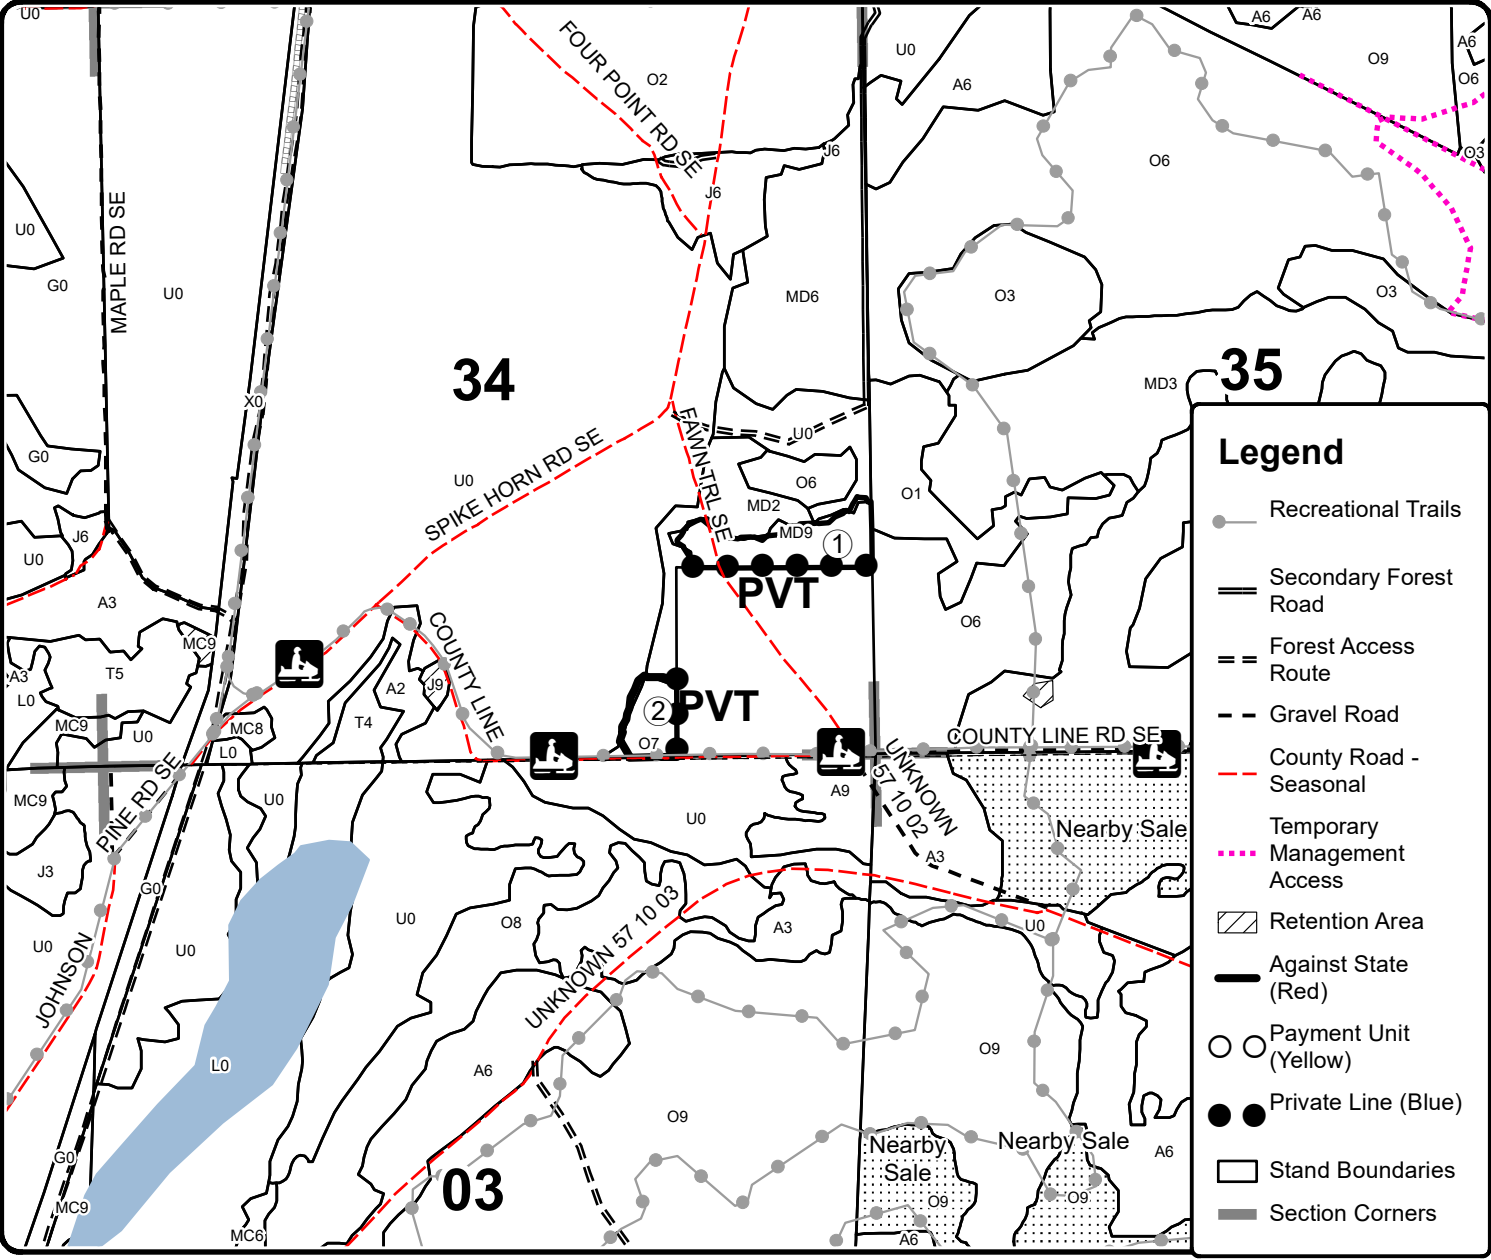 U0
A6
A6
U0
O9
A6
FOUR POINT RD SE
O2
A6
O6
J6
O6
O3
MAPLE RD SE
U0
J6
G0
U0
MD6
O3
O3
34
35
MD3
X0
FAWN TRL SE
U0
G0
SPIKE HORN RD SE
U0
O6
O1
MD2
J6
MD9
1
U0
PVT
A3
O6
COUNTY LINE
MC9
T5
A3
L0
A2
J9
2
PVT
MC9
U0
MC8
T4
O7
COUNTY LINE RD SE
L0
PINE RD SE
UNKNOWN
57 10 02
MC9
U0
A9
U0
Nearby Sale
A3
J3
G0
UNKNOWN 57 10 03
U0
O8
A3
U0
JOHNSON
U0
U0
O9
L0
A6
O9
Nearby
Sale
Nearby Sale
A6
G0
03
O9
O9
MC9
MC6
A6
Legend
Recreational Trails
Secondary Forest
Road
Forest Access
Route
Gravel Road
County Road -
Seasonal
Temporary
Management
Access
Retention Area
Against State
(Red)
Payment Unit
(Yellow)
Private Line (Blue)
Stand Boundaries
Section Corners